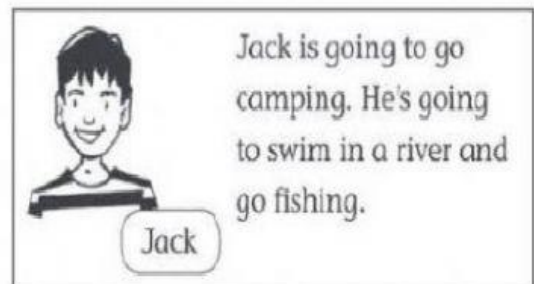 Jack is going to go
camping. He's going
to swim in a river and
go fishing.
Jack